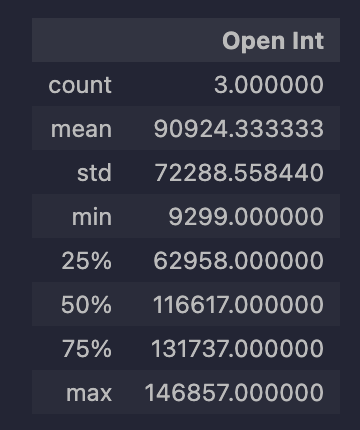 Open Int
count 3.000000
mean 90924.333333
std 72288.558440
min 9299.000000
25% 62958.000000
50% 116617.000000
75% 131737.000000
max 146857.000000